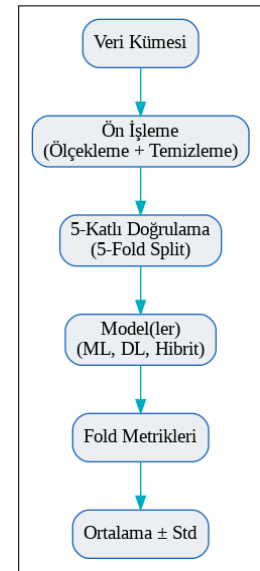 Veri Kümesi
Ön İşleme
(Ölçekleme + Temizleme)
5-Katlı Doğrulama
(5-Fold Split)
Model(ler)
(ML, DL, Hibrit)
Fold Metrikleri
Ortalama ± Std